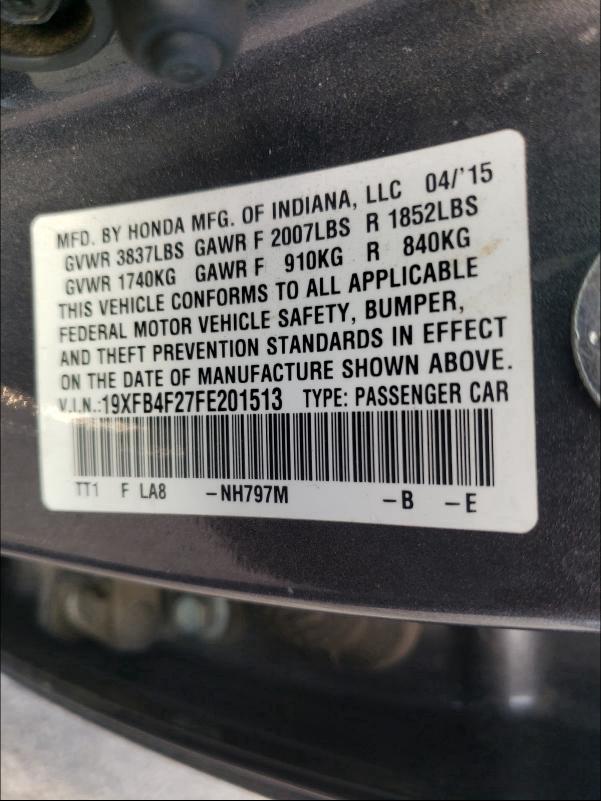 MFD. BY HONDA MFG. OF INDIANA, LLC 04/'15
GVWR 3837LBS GAWR F 2007LBS R 1852LBS
GVWR 1740KG GAWR F 910KG R 840KG
THIS VEHICLE CONFORMS TO ALL APPLICABLE
FEDERAL MOTOR VEHICLE SAFETY, BUMPER,
AND THEFT PREVENTION STANDARDS IN EFFECT
ON THE DATE OF MANUFACTURE SHOWN ABOVE.
V.I.N.:19XFB4F27FE201513 TYPE: PASSENGER CAR
TT1 F LA8 -NH797M -B -E